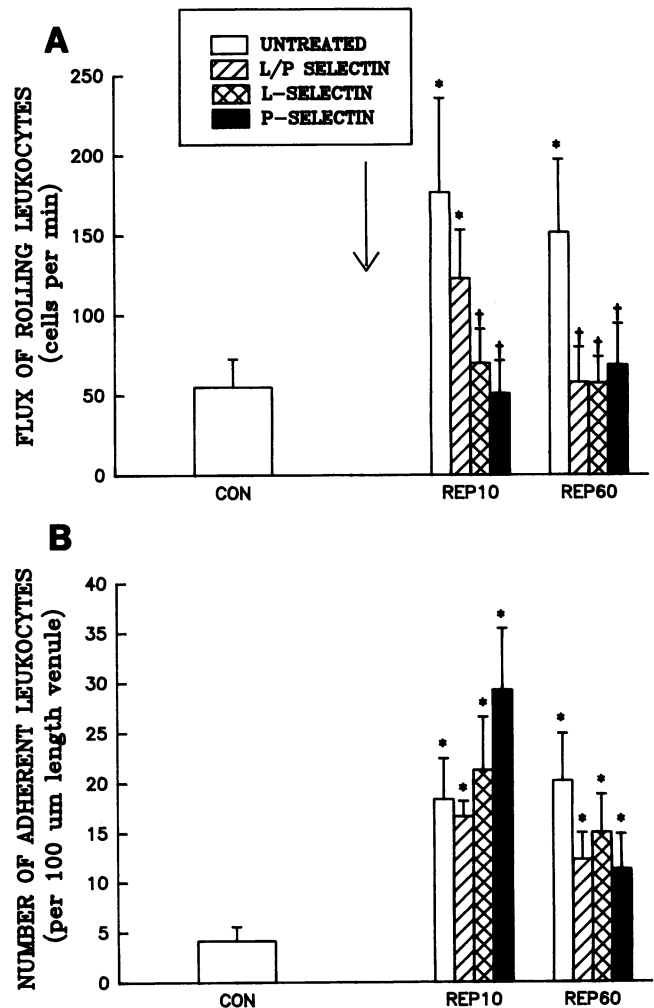 A
UNTREATED
L/P SELECTIN
L-SELECTIN
P-SELECTIN
FLUX OF ROLLING LEUKOCYTES
(cells per min)
250
200
150
100
50
0
* * † † * † † †
CON REP10 REP60
B
NUMBER OF ADHERENT LEUKOCYTES
(per 100 um length venule)
40
35
30
25
20
15
10
5
0
* * * * * * * *
CON REP10 REP60